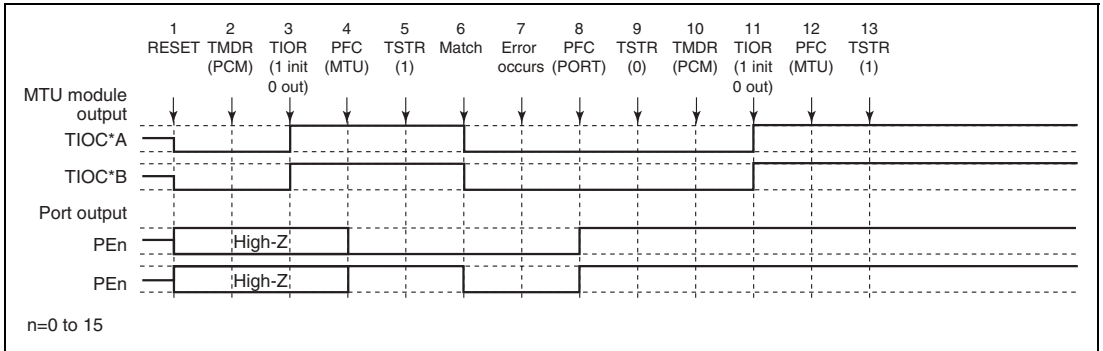 1 2 3 4 5 6 7 8 9 10 11 12 13
RESET TMDR TIOR PFC TSTR Match Error PFC TSTR TMDR TIOR PFC TSTR
(PCM) (1 init (MTU) (1) occurs (PORT) (0) (PCM) (1 init (MTU) (1)
0 out) 0 out)
MTU module
output
TIOC*A
TIOC*B
Port output
PEn High-Z
PEn High-Z
n=0 to 15